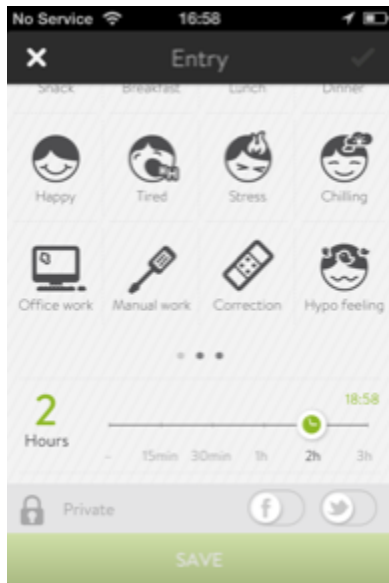 No Service 16:58
Entry
Snack Breakfast Lunch Dinner
Happy Tired Stress Chilling
Office work Manual work Correction Hypo feeling
2 18:58
Hours
- 15min 30min 1h 2h 3h
Private f
SAVE